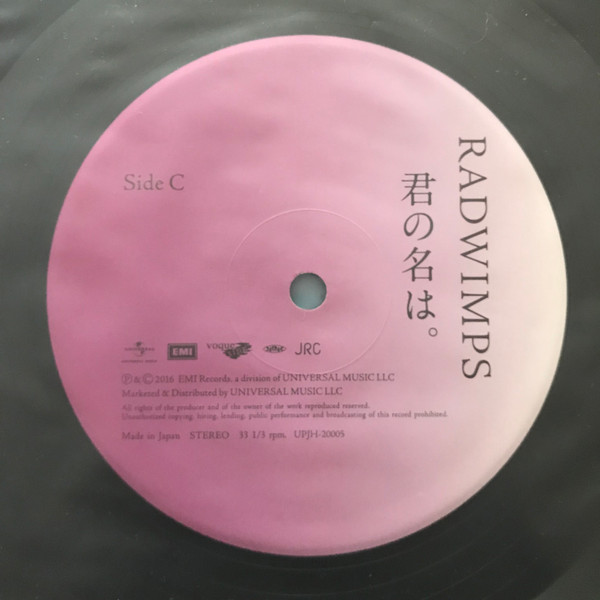 RADWIMPS
君の名は。
Side C
UNIVERSAL
EMI
voque
JRC
Ⓟ & Ⓒ 2016 EMI Records, a division of UNIVERSAL MUSIC LLC
Marketed & Distributed by UNIVERSAL MUSIC LLC
All rights of the producer and of the owner of the work reproduced reserved.
Unauthorized copying, hiring, lending, public performance and broadcasting of this record prohibited.
Made in Japan STEREO 33 1/3 rpm. UPJH-20005